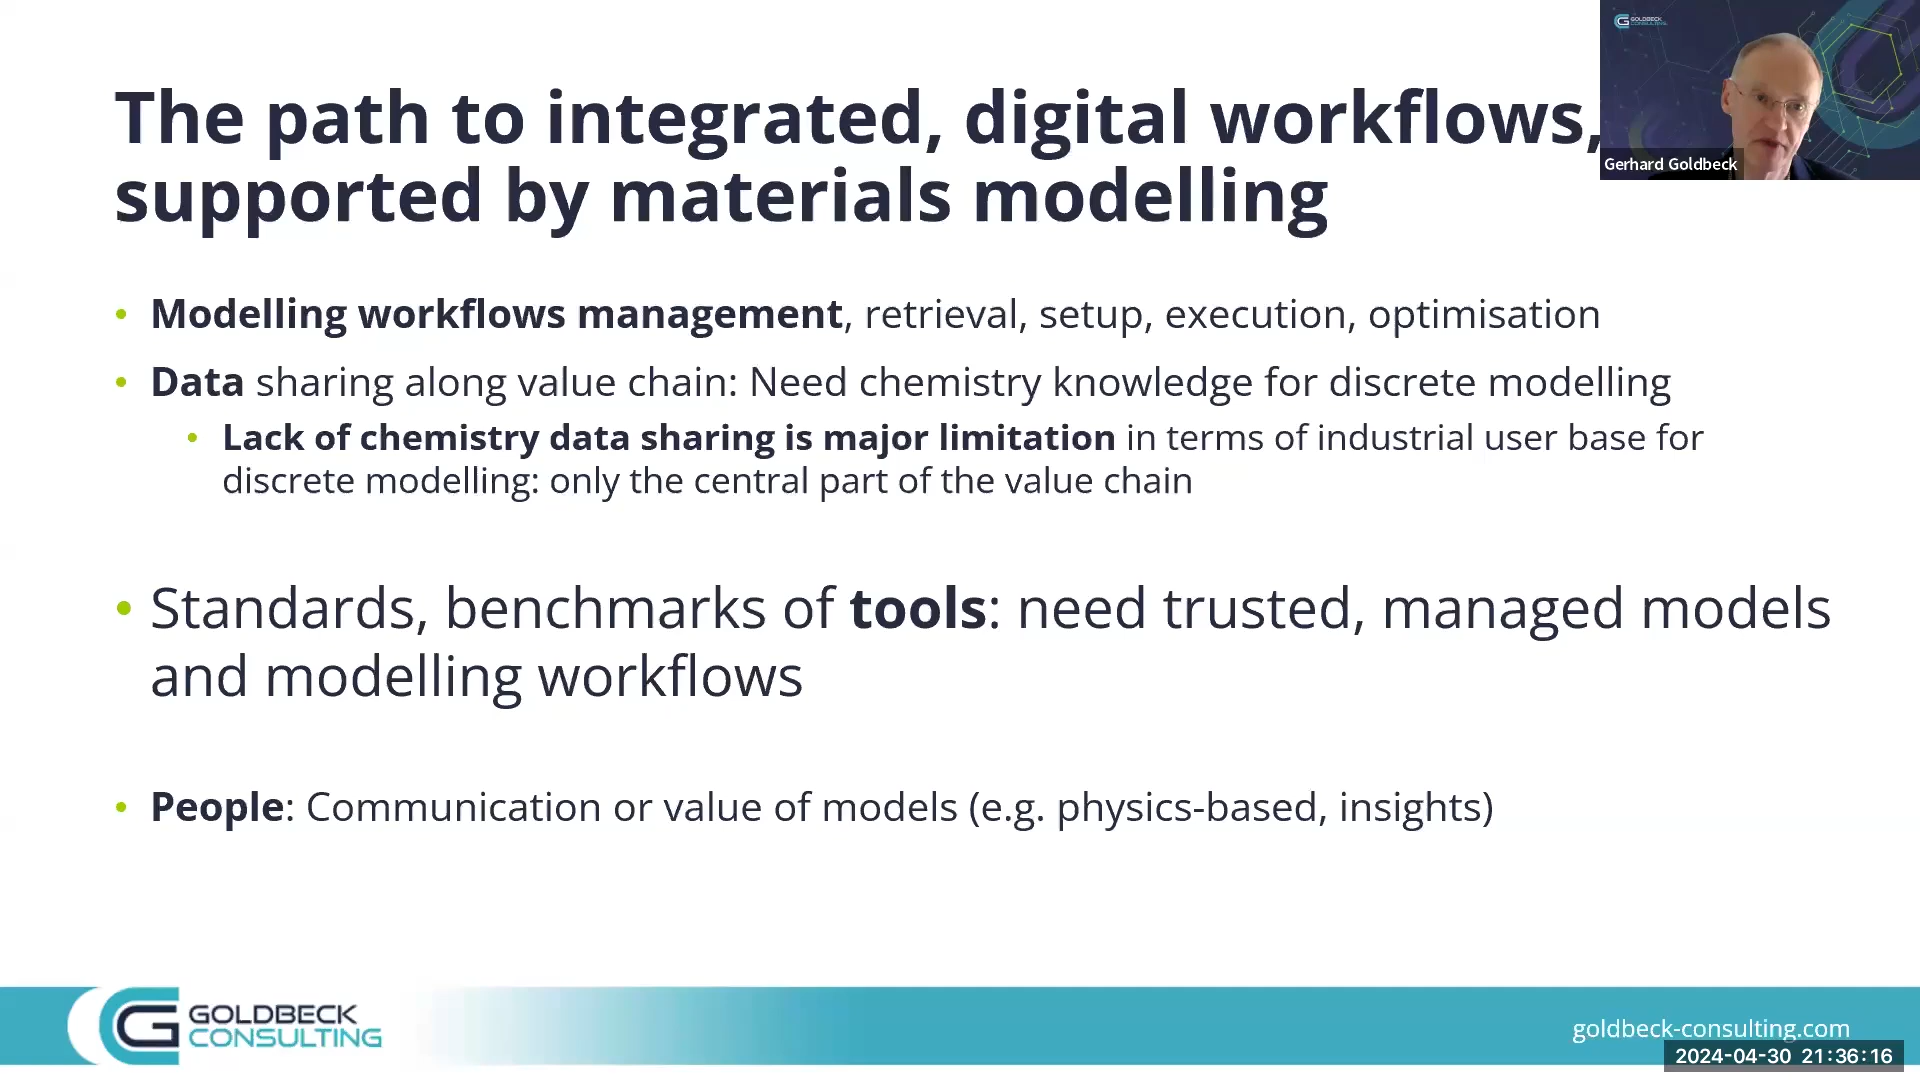 The path to integrated, digital workflows,
supported by materials modelling
GOLDBECK
CONSULTING
Gerhard Goldbeck
• Modelling workflows management, retrieval, setup, execution, optimisation
• Data sharing along value chain: Need chemistry knowledge for discrete modelling
• Lack of chemistry data sharing is major limitation in terms of industrial user base for
discrete modelling: only the central part of the value chain
• Standards, benchmarks of tools: need trusted, managed models
and modelling workflows
• People: Communication or value of models (e.g. physics-based, insights)
GOLDBECK
CONSULTING
goldbeck-consulting.com
2024-04-30 21:36:16